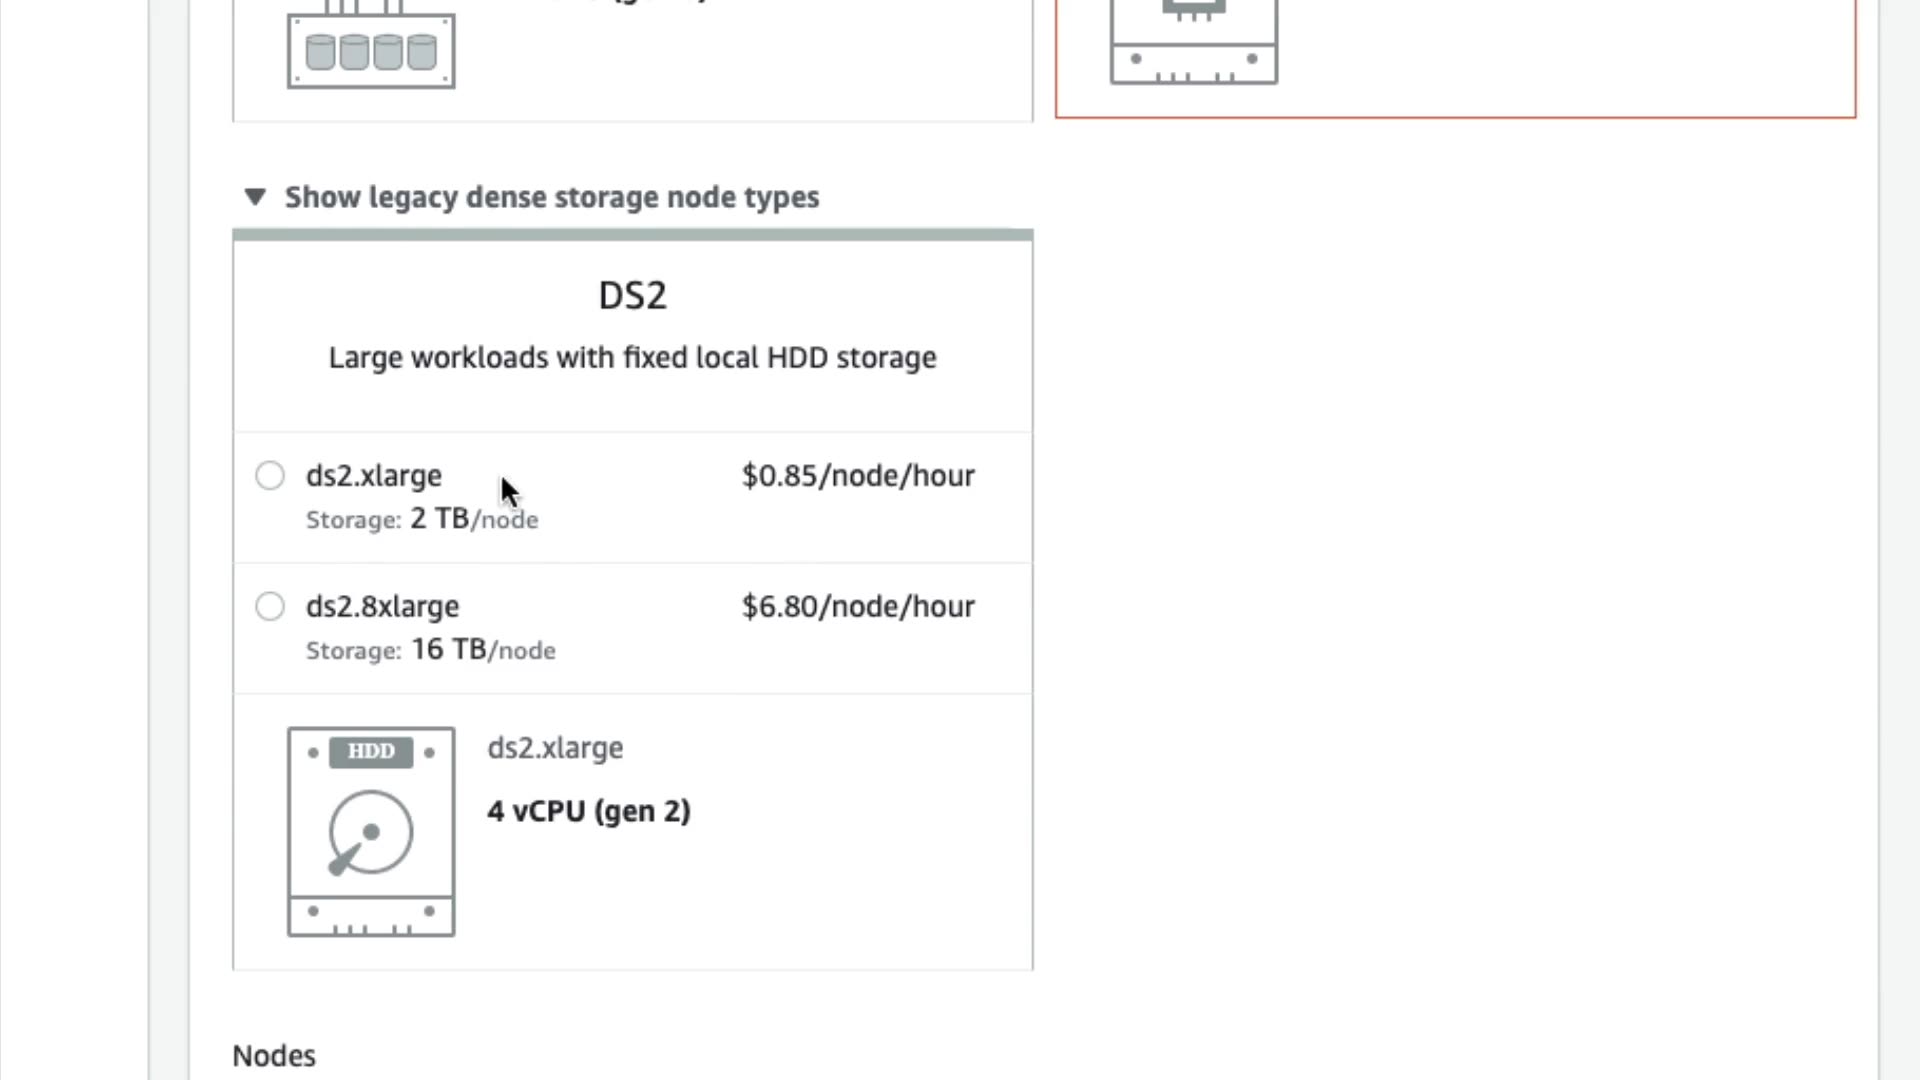 Show legacy dense storage node types
DS2
Large workloads with fixed local HDD storage
ds2.xlarge
$0.85/node/hour
Storage: 2 TB/node
ds2.8xlarge
$6.80/node/hour
Storage: 16 TB/node
HDD
ds2.xlarge
4 vCPU (gen 2)
Nodes